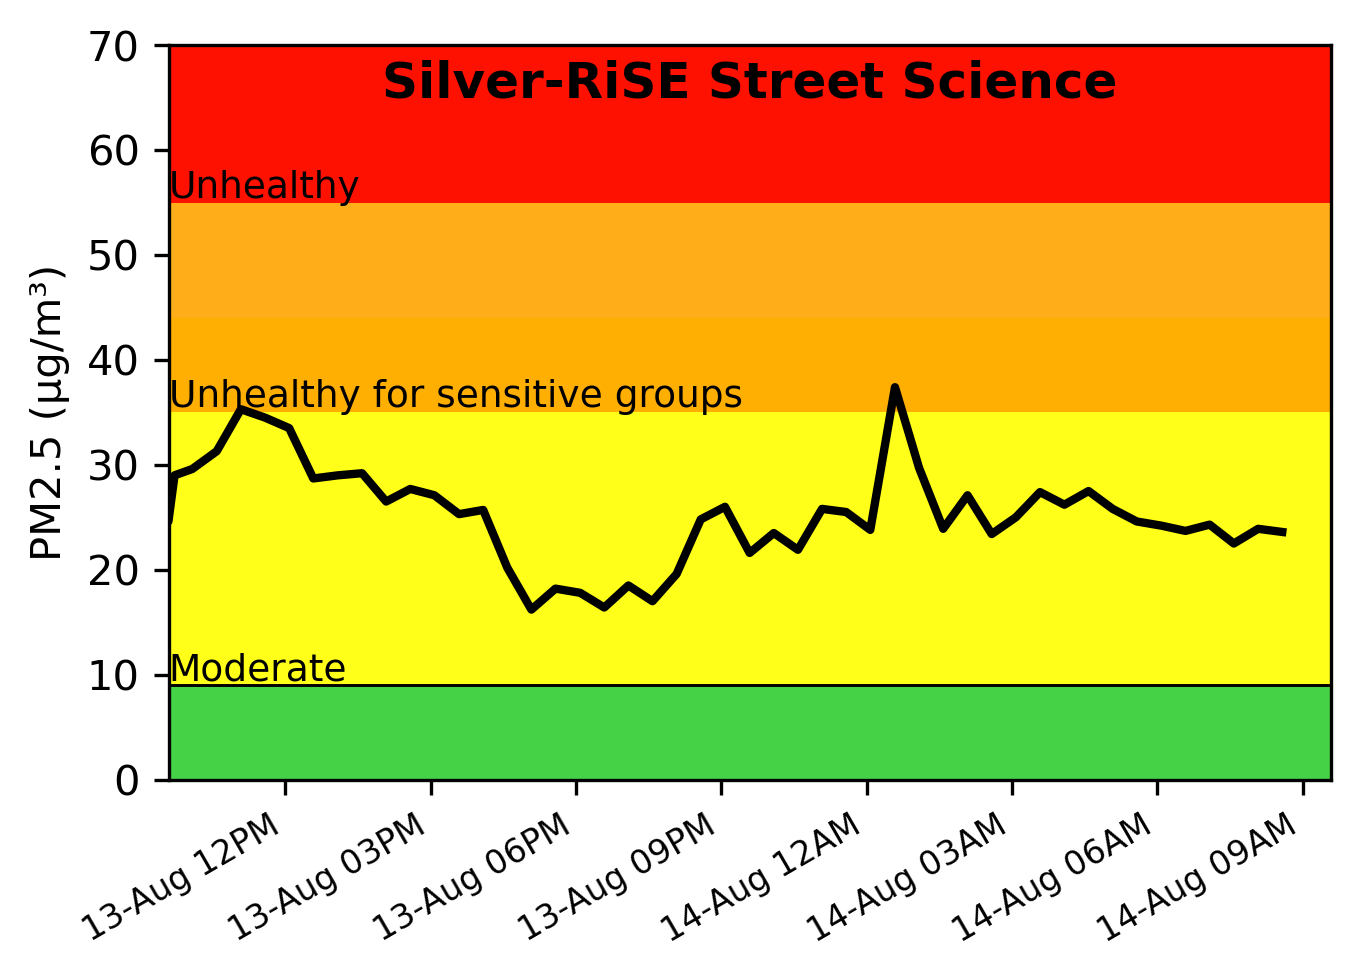 Silver-RiSE Street Science
70
60
50
40
30
20
10
0
PM2.5 (µg/m³)
Unhealthy
Unhealthy for sensitive groups
Moderate
13-Aug 12PM
13-Aug 03PM
13-Aug 06PM
13-Aug 09PM
14-Aug 12AM
14-Aug 03AM
14-Aug 06AM
14-Aug 09AM